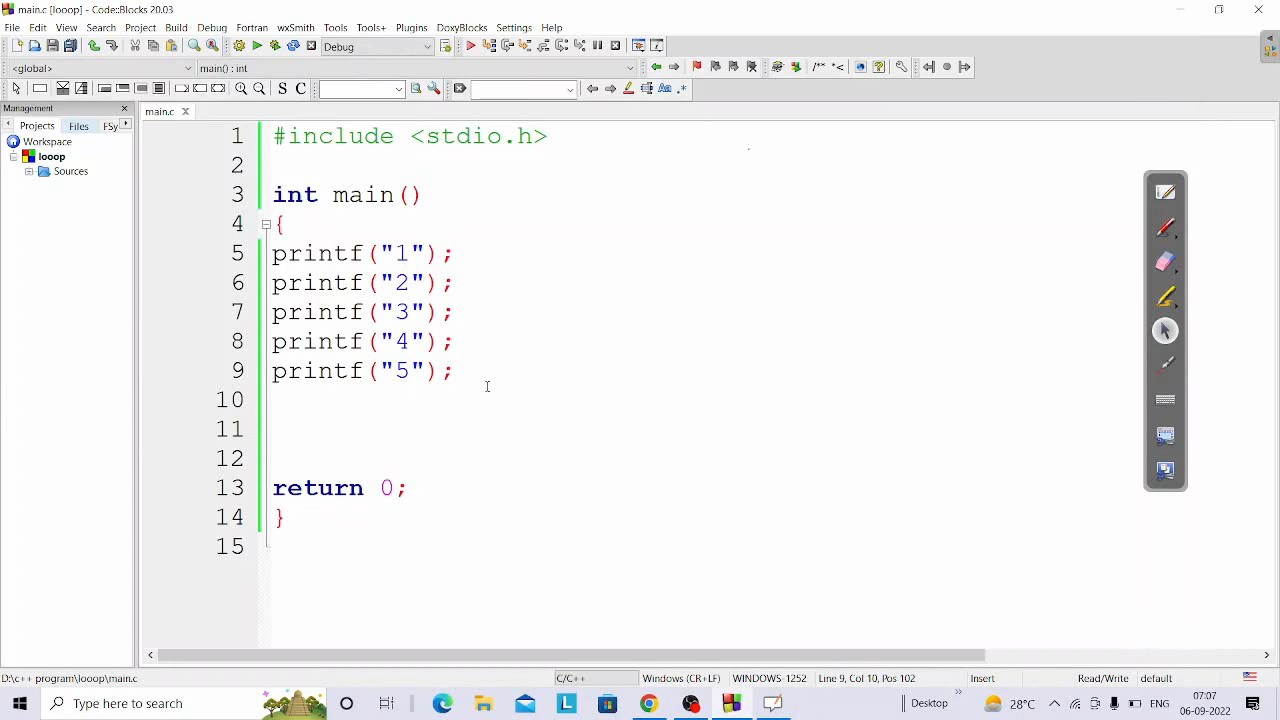 main.c [looop] - Code::Blocks 20.03
File Edit View Search Project Build Debug Fortran wxSmith Tools Tools+ Plugins DoxyBlocks Settings Help
Debug
<global> main() : int
/** *<
S C Aa .*
Management
Projects Files FSy
main.c
Workspace
looop
Sources
1 #include <stdio.h>
2
3 int main()
4 {
5 printf("1");
6 printf("2");
7 printf("3");
8 printf("4");
9 printf("5");
10
11
12
13 return 0;
14 }
15
D:\c++ program\looop\main.c C/C++ Windows (CR+LF) WINDOWS-1252 Line 9, Col 10, Pos 102 Insert Read/Write default
Type here to search L Desktop 28°C ENG 07:07
06-09-2022